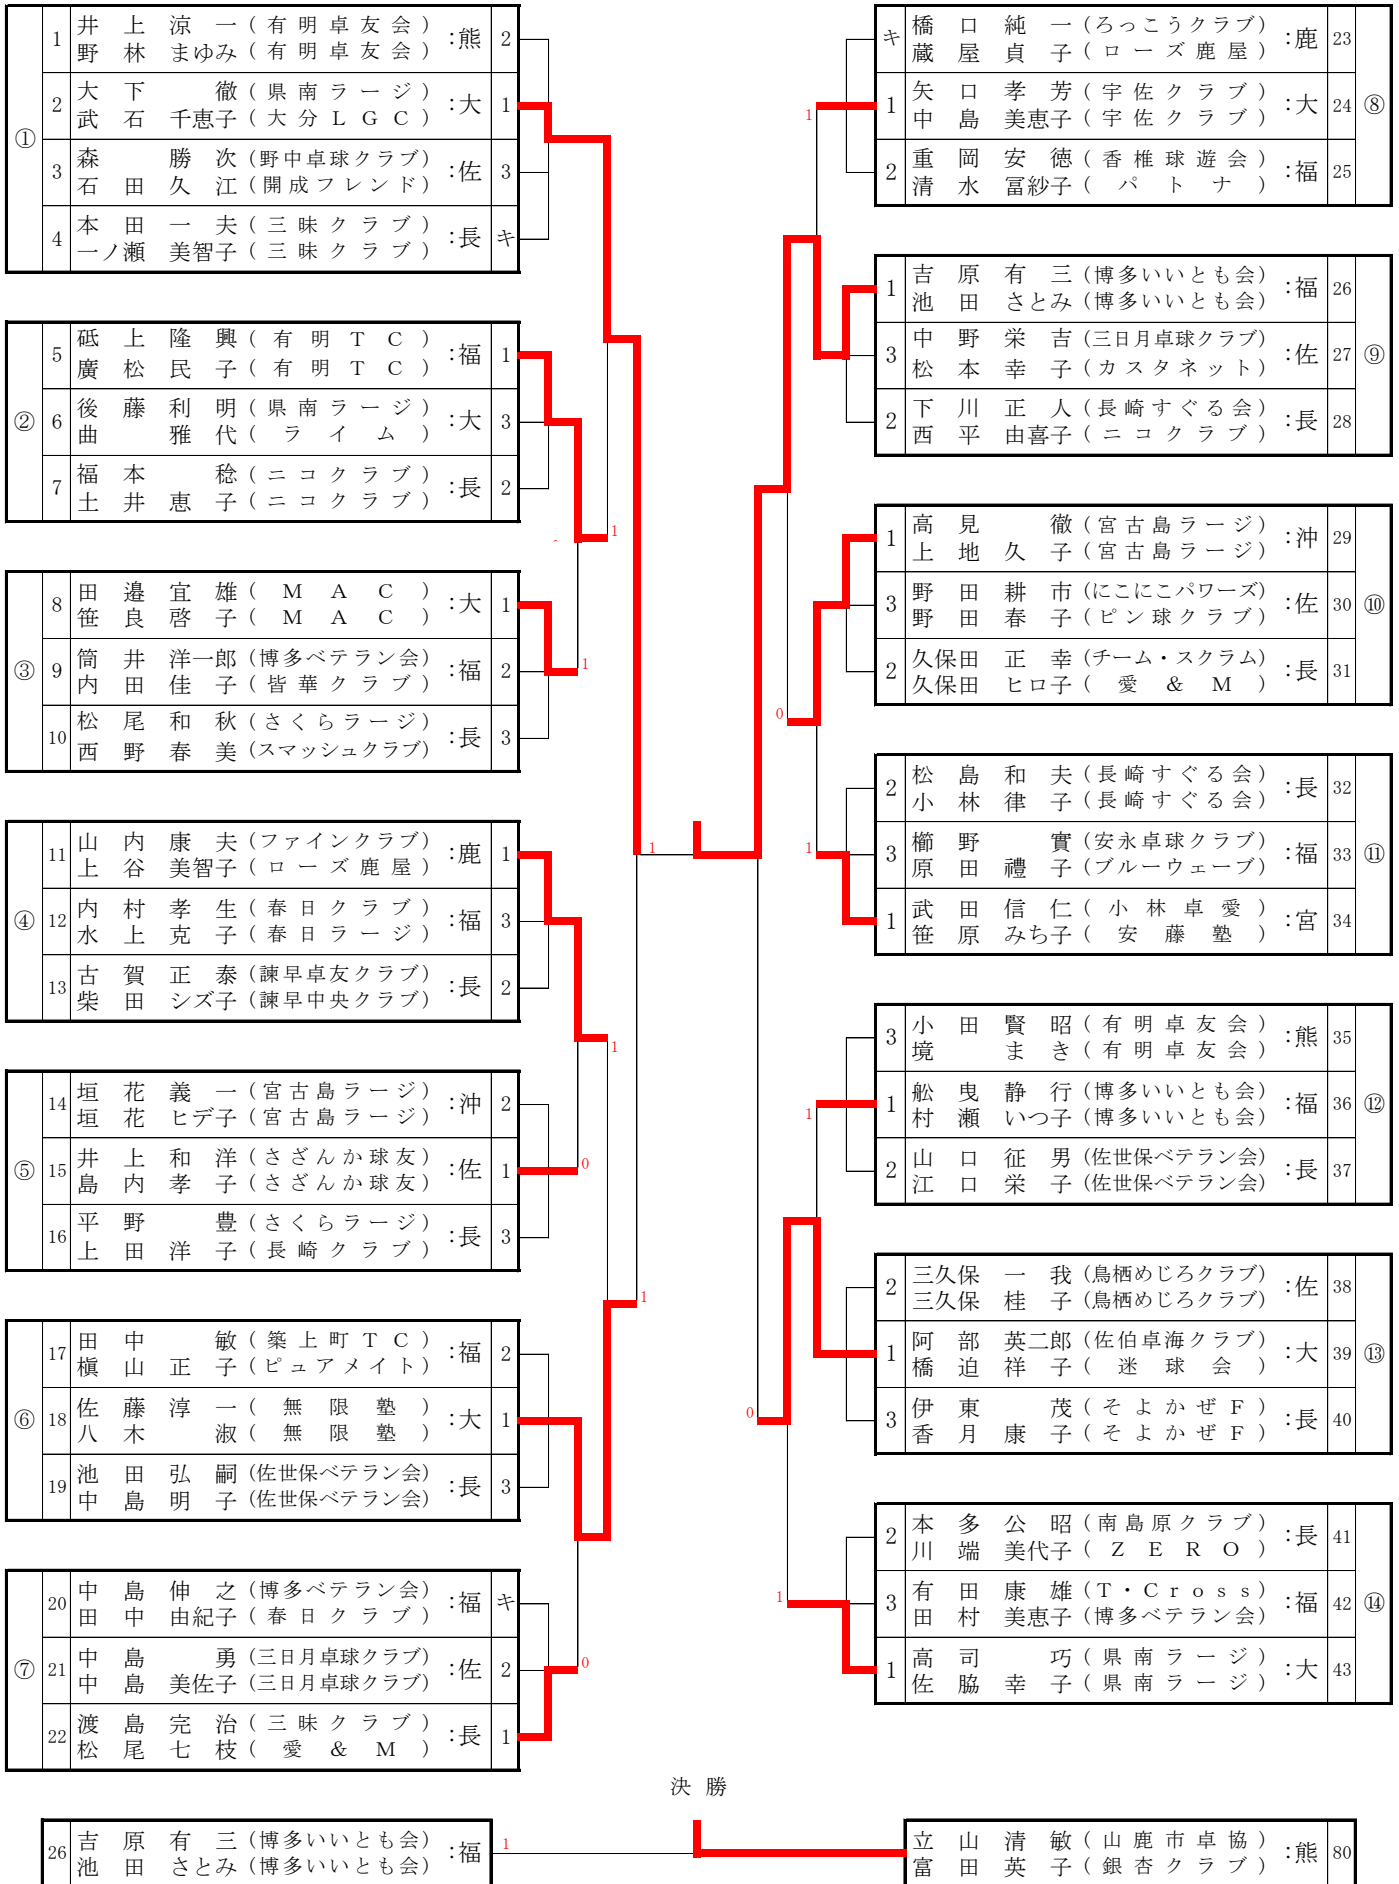 ①
1 井上涼一(有明卓友会) :熊 2
野林まゆみ(有明卓友会)
2 大下徹(県南ラージ) :大 1
武石千恵子(大分LGC)
3 森勝次(野中卓球クラブ) :佐 3
石田久江(開成フレンド)
4 本田一夫(三昧クラブ) :長 キ
一ノ瀬美智子(三昧クラブ)
②
5 砥上隆興(有明TC) :福 1
廣松民子(有明TC)
6 後藤利明(県南ラージ) :大 3
曲雅代(ライム)
7 福本稔(ニコクラブ) :長 2
土井恵子(ニコクラブ)
1
③
8 田邉宜雄(MAC) :大 1
笹良啓子(MAC)
9 筒井洋一郎(博多ベテラン会) :福 2
内田佳子(皆華クラブ)
1
10 松尾和秋(さくらラージ) :長 3
西野春美(スマッシュクラブ)
④
11 山内康夫(ファインクラブ) :鹿 1
上谷美智子(ローズ鹿屋)
1
12 内村孝生(春日クラブ) :福 3
水上克子(春日ラージ)
13 古賀正泰(諫早卓友クラブ) :長 2
柴田シズ子(諫早中央クラブ)
1
⑤
14 垣花義一(宮古島ラージ) :沖 2
垣花ヒデ子(宮古島ラージ)
15 井上和洋(さざんか球友) :佐 1
島内孝子(さざんか球友)
0
16 平野豊(さくらラージ) :長 3
上田洋子(長崎クラブ)
1
⑥
17 田中敏(築上町TC) :福 2
槇山正子(ピュアメイト)
18 佐藤淳一(無限塾) :大 1
八木淑(無限塾)
19 池田弘嗣(佐世保ベテラン会) :長 3
中島明子(佐世保ベテラン会)
⑦
20 中島伸之(博多ベテラン会) :福 キ
田中由紀子(春日クラブ)
21 中島勇(三日月卓球クラブ) :佐 2
中島美佐子(三日月卓球クラブ)
0
22 渡島完治(三昧クラブ) :長 1
松尾七枝(愛&M)
⑧
キ 橋口純一(ろっこうクラブ) :鹿 23
蔵屋貞子(ローズ鹿屋)
1 矢口孝芳(宇佐クラブ) :大 24
中島美恵子(宇佐クラブ)
1
2 重岡安徳(香椎球遊会) :福 25
清水冨紗子(パートナ)
⑨
1 吉原有三(博多いいとも会) :福 26
池田さとみ(博多いいとも会)
3 中野栄吉(三日月卓球クラブ) :佐 27
松本幸子(カスタネット)
2 下川正人(長崎すぐる会) :長 28
西平由喜子(ニコクラブ)
⑩
1 高見徹(宮古島ラージ) :沖 29
上地久子(宮古島ラージ)
3 野田耕市(にこにこパワーズ) :佐 30
野田春子(ピン球クラブ)
2 久保田正幸(チーム・スクラム) :長 31
久保田ヒロ子(愛&M)
0
⑪
2 松島和夫(長崎すぐる会) :長 32
小林律子(長崎すぐる会)
3 櫛野實(安永卓球クラブ) :福 33
原田禮子(ブルーウェーブ)
1
1 武田信仁(小林卓愛) :宮 34
笹原みち子(安藤塾)
⑫
3 小田賢昭(有明卓友会) :熊 35
境まき(有明卓友会)
1 舩曳静行(博多いいとも会) :福 36
村瀬いつ子(博多いいとも会)
1
2 山口征男(佐世保ベテラン会) :長 37
江口栄子(佐世保ベテラン会)
⑬
2 三久保一我(鳥栖めじろクラブ) :佐 38
三久保桂子(鳥栖めじろクラブ)
1 阿部英二郎(佐伯卓海クラブ) :大 39
橋迫祥子(迷球会)
3 伊東茂(そよかぜF) :長 40
香月康子(そよかぜF)
0
⑭
2 本多公昭(南島原クラブ) :長 41
川端美代子(ZERO)
3 有田康雄(T・Cross) :福 42
田村美恵子(博多ベテラン会)
1
1 高司巧(県南ラージ) :大 43
佐脇幸子(県南ラージ)
決勝
26 吉原有三(博多いいとも会) :福 1
池田さとみ(博多いいとも会)
立山清敏(山鹿市卓協) :熊 80
富田英子(銀杏クラブ)